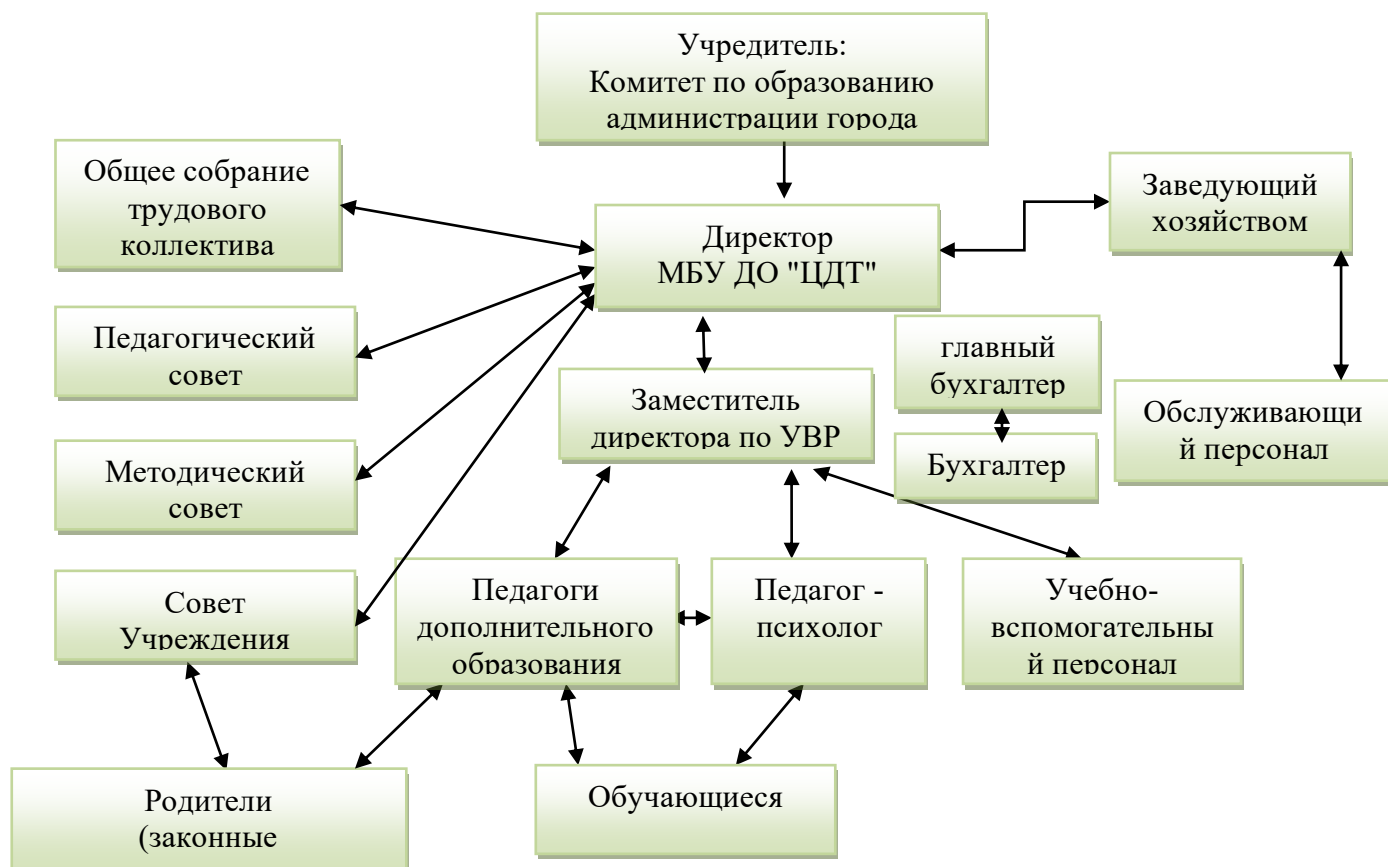 Учредитель:
Комитет по образованию
администрации города
Общее собрание
трудового
коллектива
Заведующий
хозяйством
Директор
МБУ ДО "ЦДТ"
Педагогический
совет
главный
бухгалтер
Заместитель
директора по УВР
Обслуживающи
й персонал
Бухгалтер
Методический
совет
Совет
Учреждения
Педагоги
дополнительного
образования
Педагог -
психолог
Учебно-
вспомогательны
й персонал
Родители
(законные
Обучающиеся